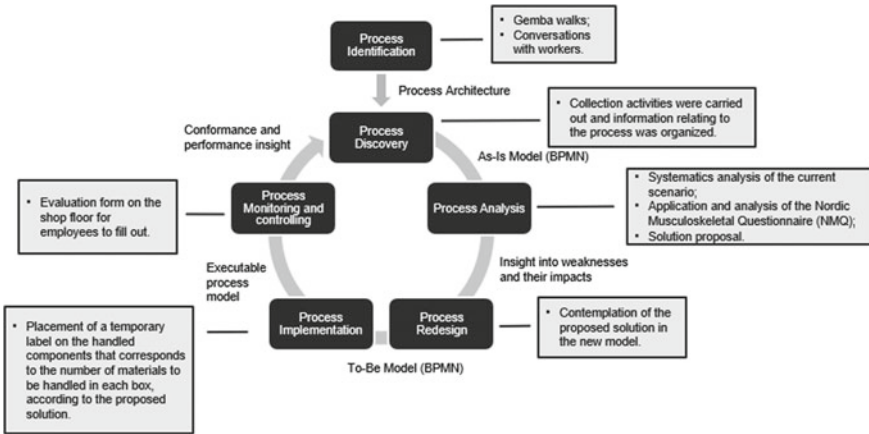 Process
Identification
▪ Gemba walks;
▪ Conversations
with workers.
Process Architecture
Process
Discovery
▪ Collection activities were carried
out and information relating to
the process was organized.
Conformance and
performance insight
As-Is Model (BPMN)
Process
Monitoring and
controlling
▪ Evaluation form on the
shop floor for
employees to fill out.
Process Analysis
▪ Systematics analysis of the current
scenario;
▪ Application and analysis of the Nordic
Musculoskeletal Questionnaire (NMQ);
▪ Solution proposal.
Executable
process
model
Insight into weaknesses
and their impacts
Process
Implementation
▪ Placement of a temporary
label on the handled
components that corresponds
to the number of materials to
be handled in each box,
according to the proposed
solution.
Process
Redesign
▪ Contemplation of the
proposed solution in
the new model.
To-Be Model (BPMN)